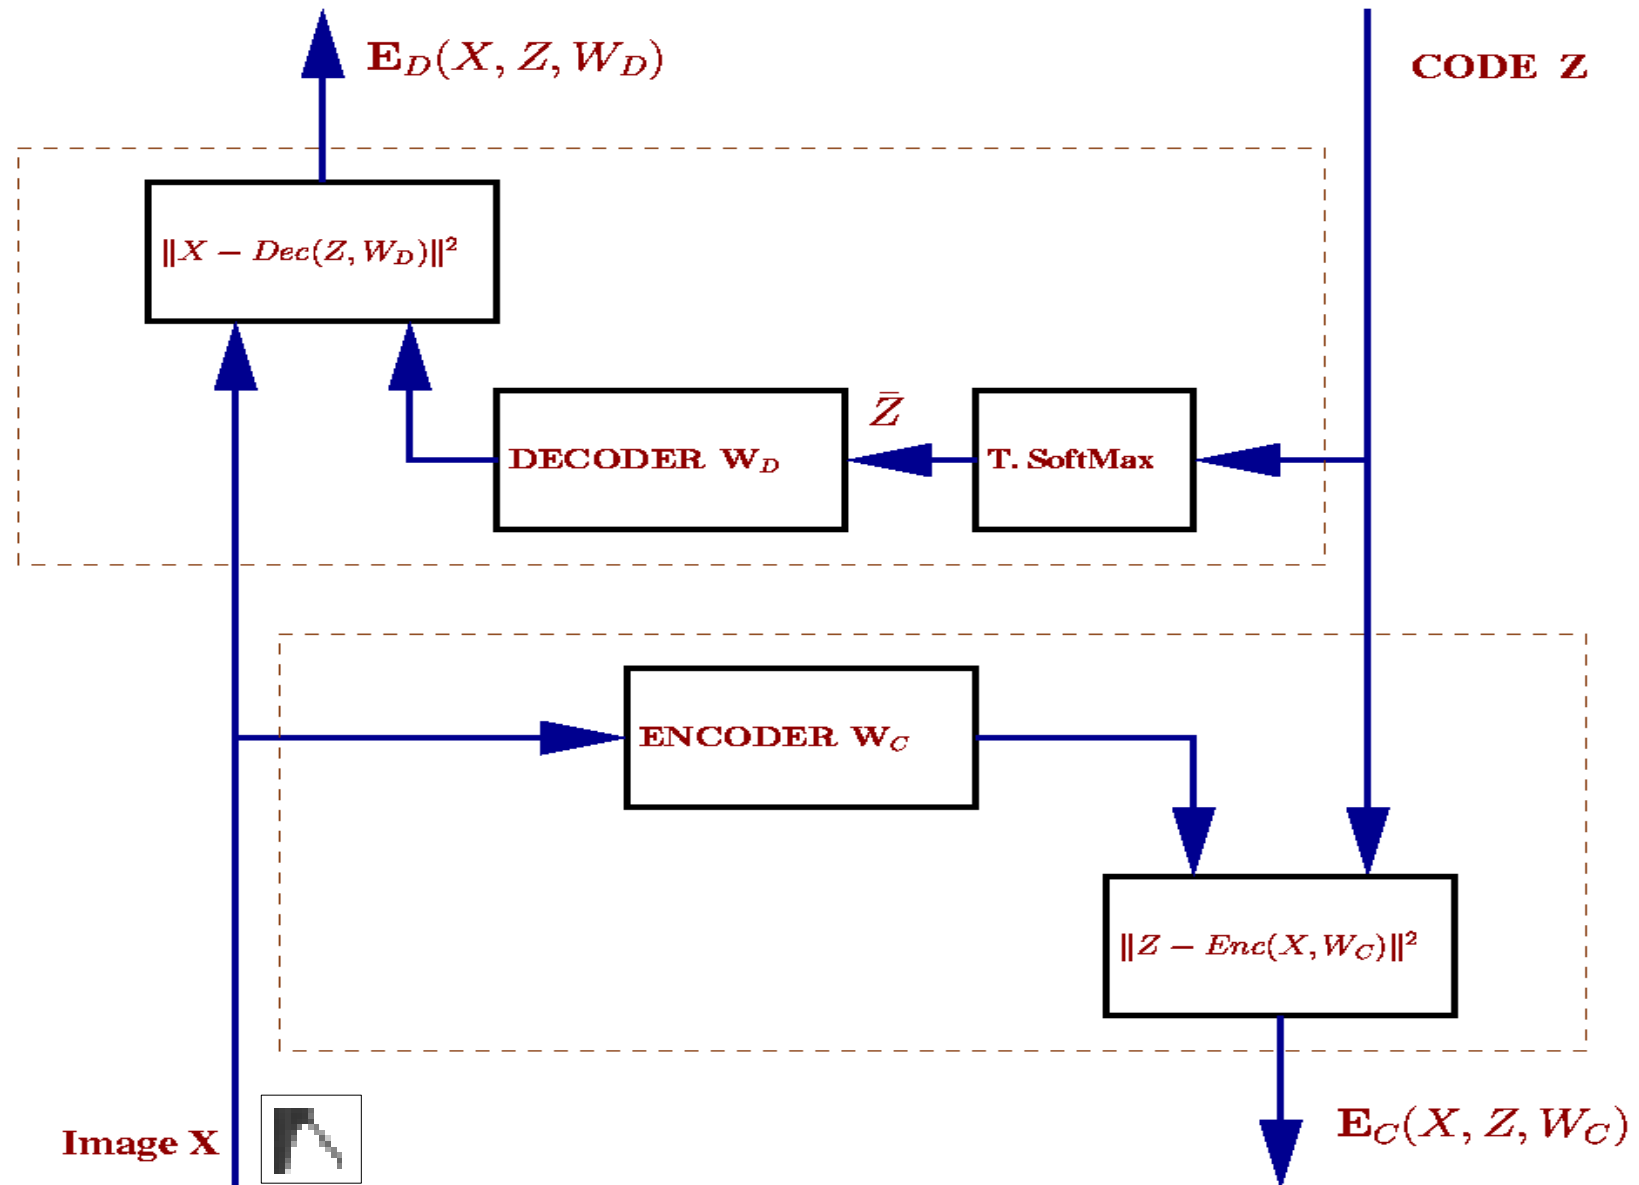 E_D(X, Z, W_D)
CODE Z
‖X − Dec(Z, W_D)‖²
Z̄
DECODER W_D
T. SoftMax
ENCODER W_C
‖Z − Enc(X, W_C)‖²
E_C(X, Z, W_C)
Image X